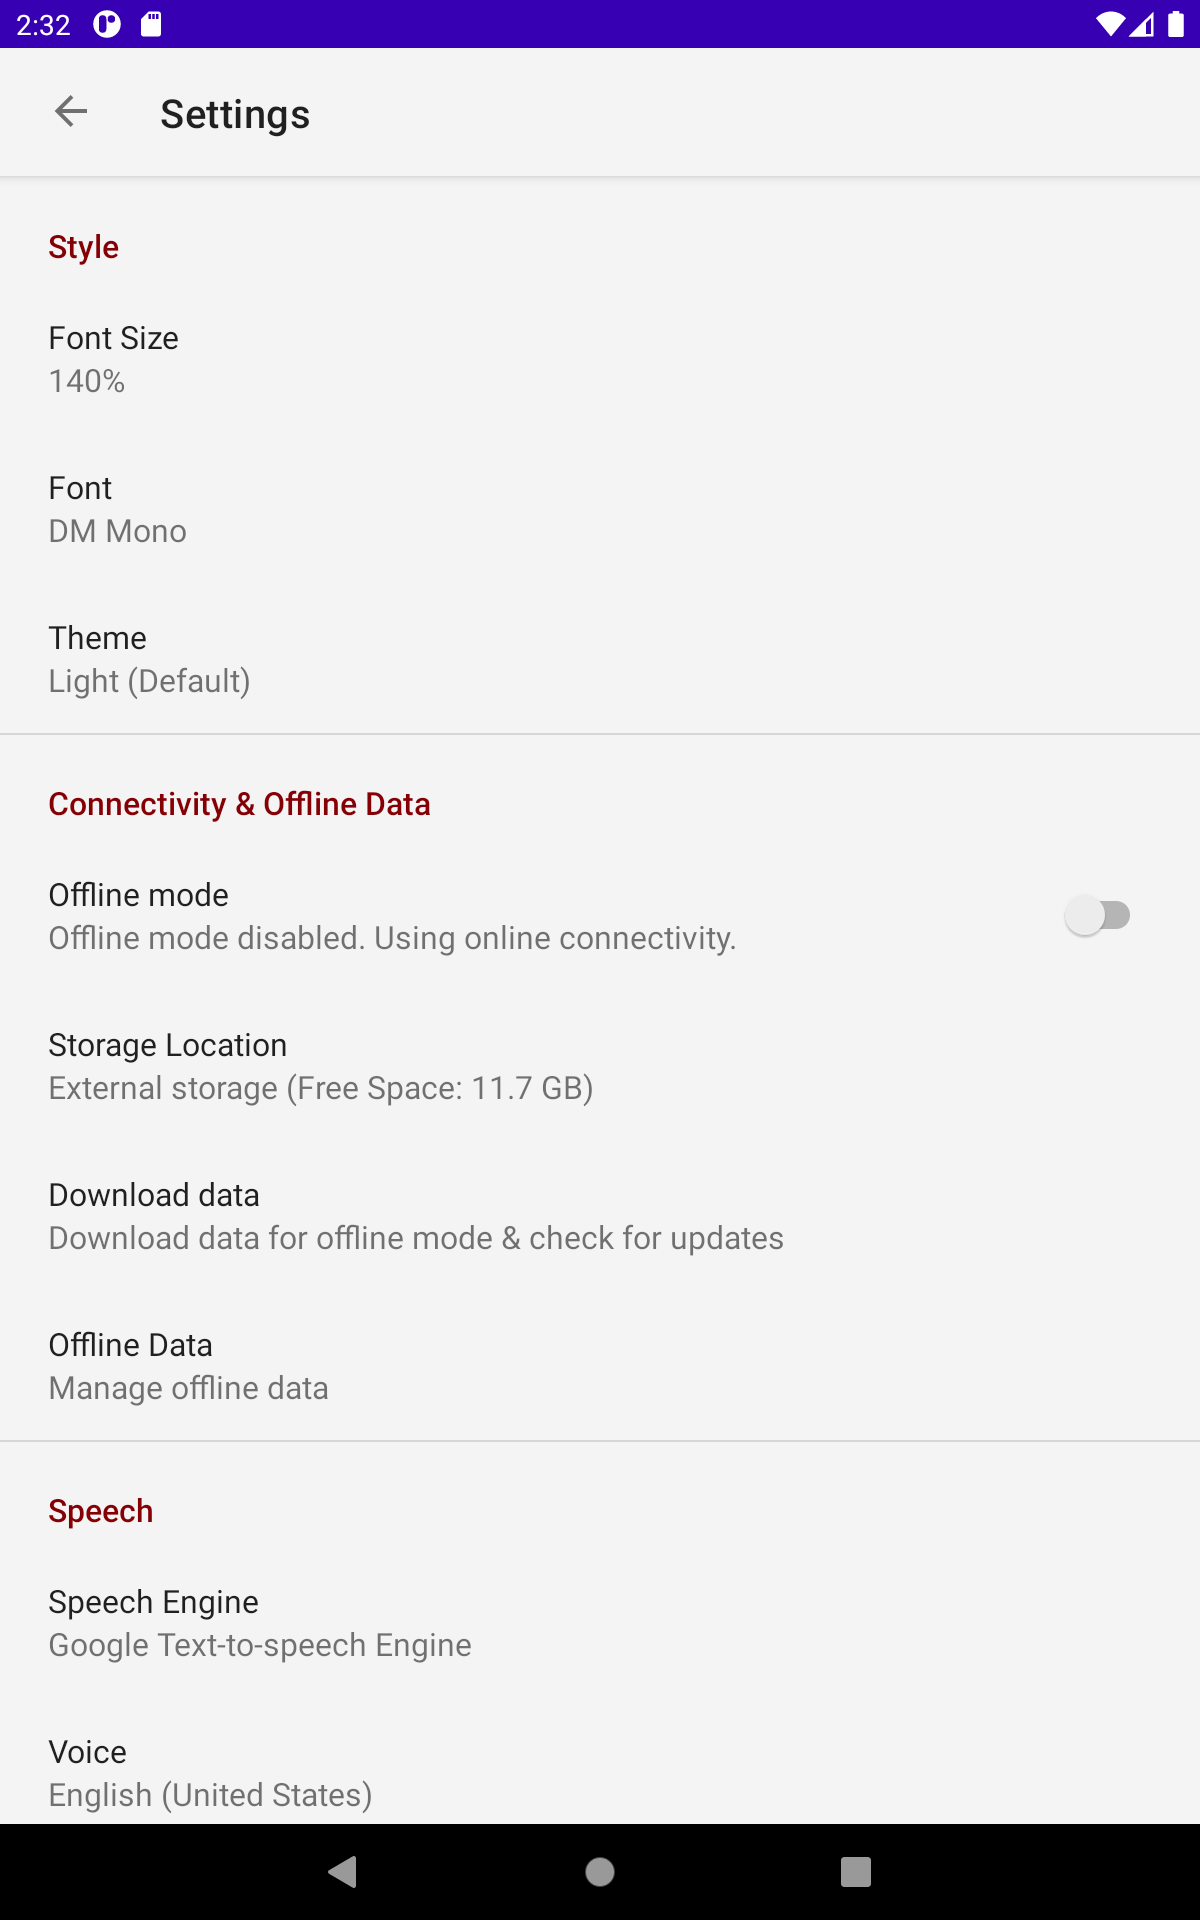 2:32
Settings
Style
Font Size
140%
Font
DM Mono
Theme
Light (Default)
Connectivity & Offline Data
Offline mode
Offline mode disabled. Using online connectivity.
Storage Location
External storage (Free Space: 11.7 GB)
Download data
Download data for offline mode & check for updates
Offline Data
Manage offline data
Speech
Speech Engine
Google Text-to-speech Engine
Voice
English (United States)